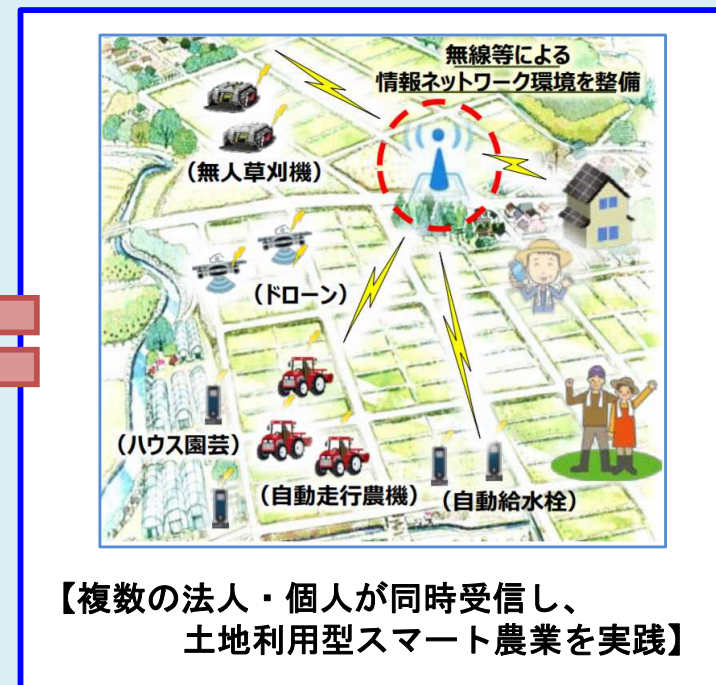 無線等による
情報ネットワーク環境を整備
（無人草刈機）
（ドローン）
（ハウス園芸）
（自動走行農機）
（自動給水栓）
【複数の法人・個人が同時受信し、
土地利用型スマート農業を実践】